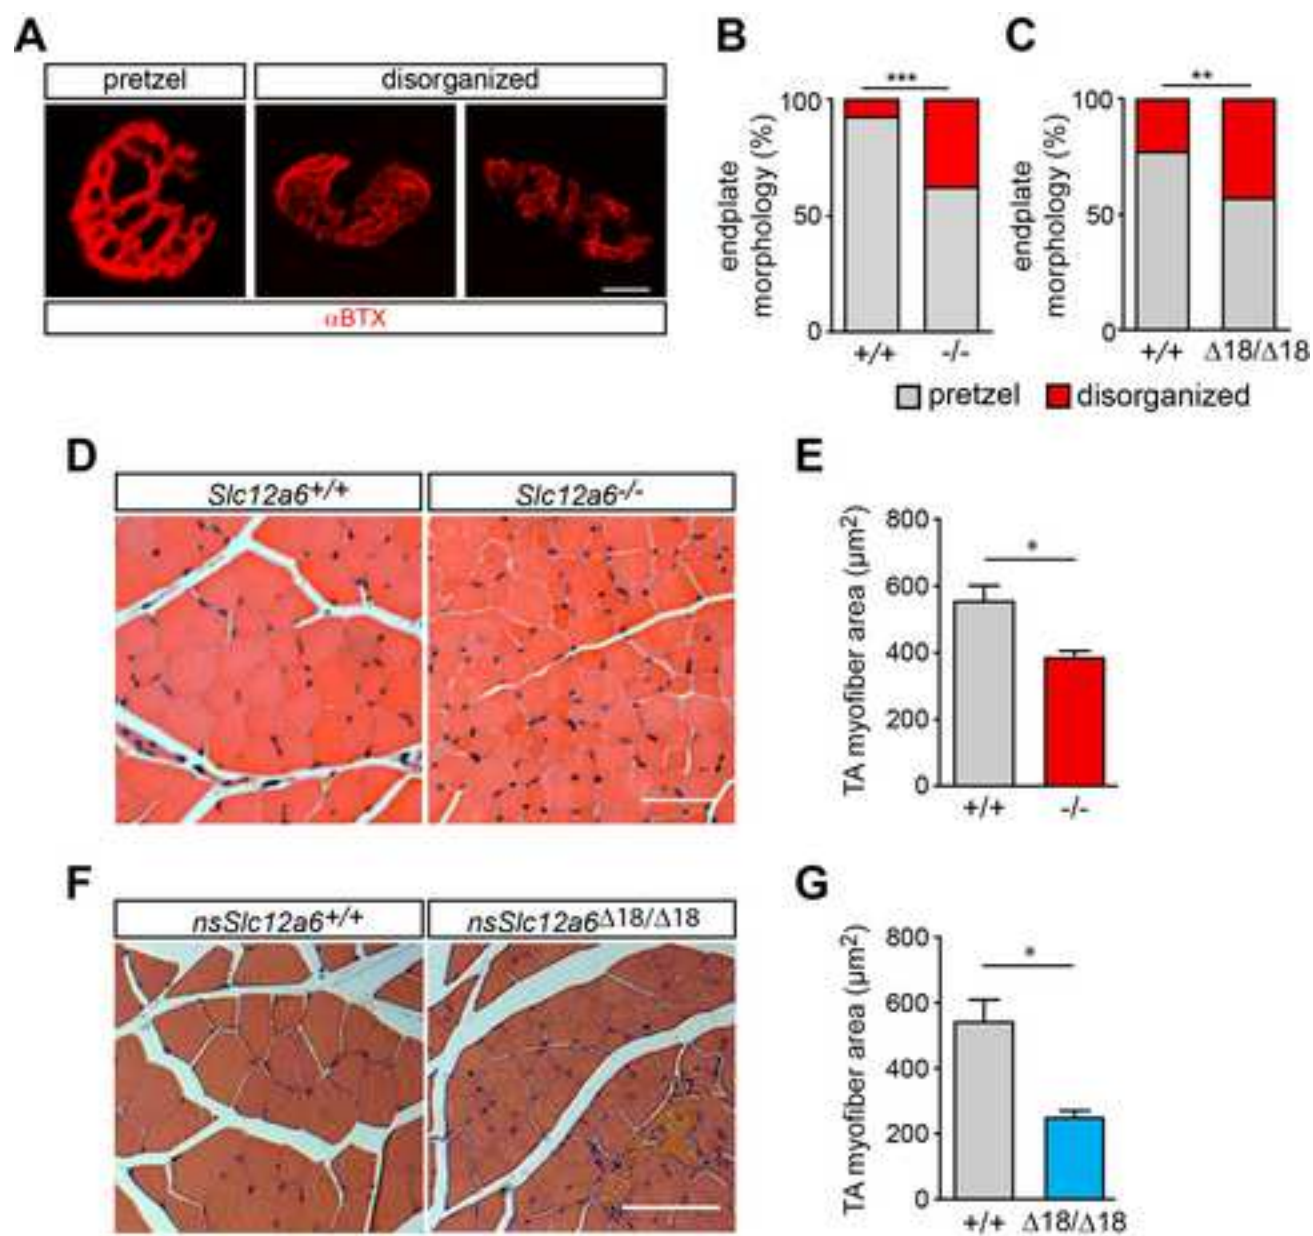 A
pretzel
disorganized
αBTX
B
***
endplate
morphology (%)
100
50
0
+/+
-/-
C
**
endplate
morphology (%)
100
50
0
+/+
Δ18/Δ18
pretzel
disorganized
D
Slc12a6+/+
Slc12a6-/-
E
TA myofiber area (µm²)
800
600
400
200
0
*
+/+
-/-
F
nsSlc12a6+/+
nsSlc12a6Δ18/Δ18
G
TA myofiber area (µm²)
800
600
400
200
0
*
+/+
Δ18/Δ18